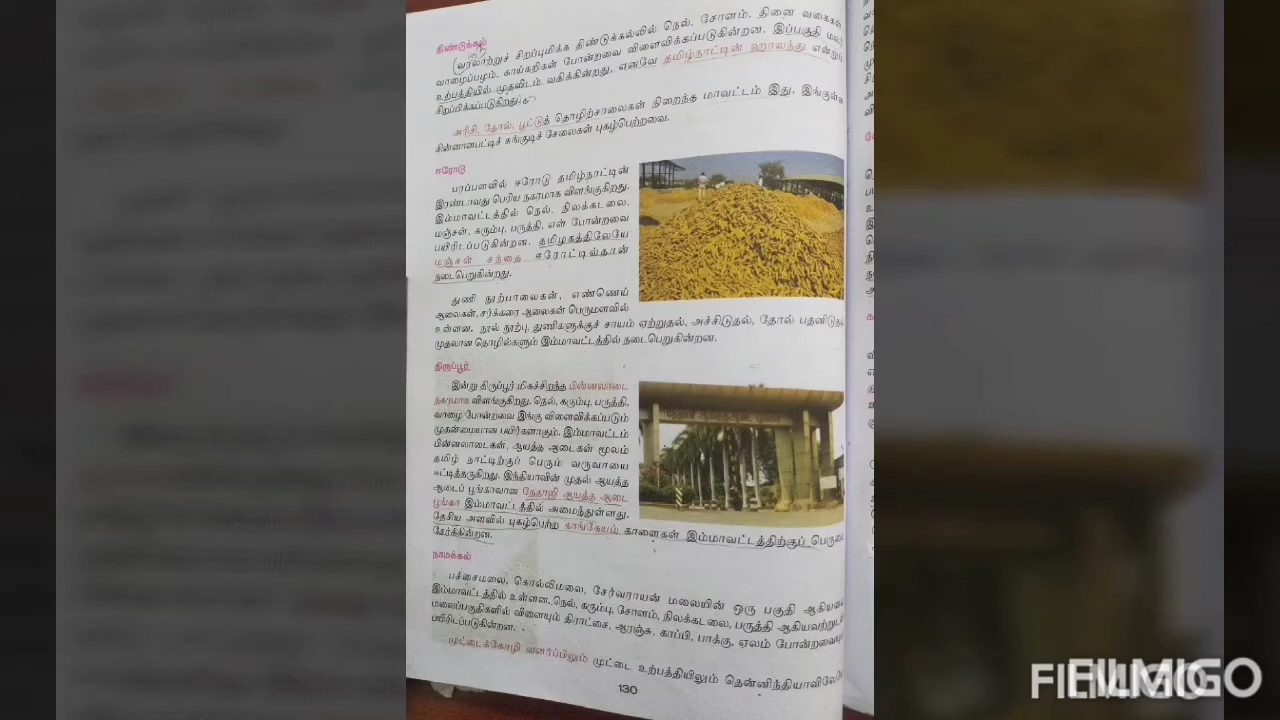 திண்டுக்கல்
வரலாற்றுச் சிறப்புமிக்க திண்டுக்கல்லில் நெல், சோளம், தினை வகைகள்,
வாழைப்பழம், காய்கறிகள் போன்றவை விளைவிக்கப்படுகின்றன. இப்பகுதி மலர்
உற்பத்தியில் முதலிடம் வகிக்கின்றது. எனவே தமிழ்நாட்டின் ஹாலந்து என்றுச்
சிறப்பிக்கப்படுகிறது.
அரிசி, தோல், பூட்டுத் தொழிற்சாலைகள் நிறைந்த மாவட்டம் இது. இங்குள்ள
சின்னாளபட்டிச் சுங்குடிச் சேலைகள் புகழ்பெற்றவை.
ஈரோடு
பரப்பளவில் ஈரோடு தமிழ்நாட்டின்
இரண்டாவது பெரிய நகரமாக விளங்குகிறது.
இம்மாவட்டத்தில் நெல், நிலக்கடலை,
மஞ்சள், கரும்பு, பருத்தி, எள் போன்றவை
பயிரிடப்படுகின்றன. தமிழகத்திலேயே
மஞ்சள் சந்தை ஈரோட்டில்தான்
நடைபெறுகின்றது.
துணி நூற்பாலைகள், எண்ணெய்
ஆலைகள், சர்க்கரை ஆலைகள் பெருமளவில்
உள்ளன. நூல் நூற்பு, துணிகளுக்குச் சாயம் ஏற்றுதல், அச்சிடுதல், தோல் பதனிடுதல்
முதலான தொழில்களும் இம்மாவட்டத்தில் நடைபெறுகின்றன.
திருப்பூர்
இன்று திருப்பூர் மிகச்சிறந்த பின்னலாடை
நகரமாக விளங்குகிறது. நெல், கரும்பு, பருத்தி,
வாழை போன்றவை இங்கு விளைவிக்கப்படும்
முதன்மையான பயிர்களாகும். இம்மாவட்டம்
பின்னலாடைகள், ஆயத்த ஆடைகள் மூலம்
தமிழ் நாட்டிற்குப் பெரும் வருவாயை
ஈட்டித்தருகிறது. இந்தியாவின் முதல் ஆயத்த
ஆடைப் பூங்காவான நேதாஜி ஆயத்த ஆடை
பூங்கா இம்மாவட்டத்தில் அமைந்துள்ளது.
தேசிய அளவில் புகழ்பெற்ற காங்கேயம் காளைகள் இம்மாவட்டத்திற்குப் பெருமை
சேர்க்கின்றன.
நாமக்கல்
பச்சைமலை, கொல்லிமலை, சேர்வராயன் மலையின் ஒரு பகுதி ஆகியவை
இம்மாவட்டத்தில் உள்ளன. நெல், கரும்பு, சோளம், நிலக்கடலை, பருத்தி ஆகியவற்றுடன்
மலைப்பகுதிகளில் விளையும் திராட்சை, ஆரஞ்சு, காப்பி, பாக்கு, ஏலம் போன்றவையும்
பயிரிடப்படுகின்றன.
முட்டைக்கோழி வளர்ப்பிலும் முட்டை உற்பத்தியிலும் தென்னிந்தியாவிலே
130
FILMIGO